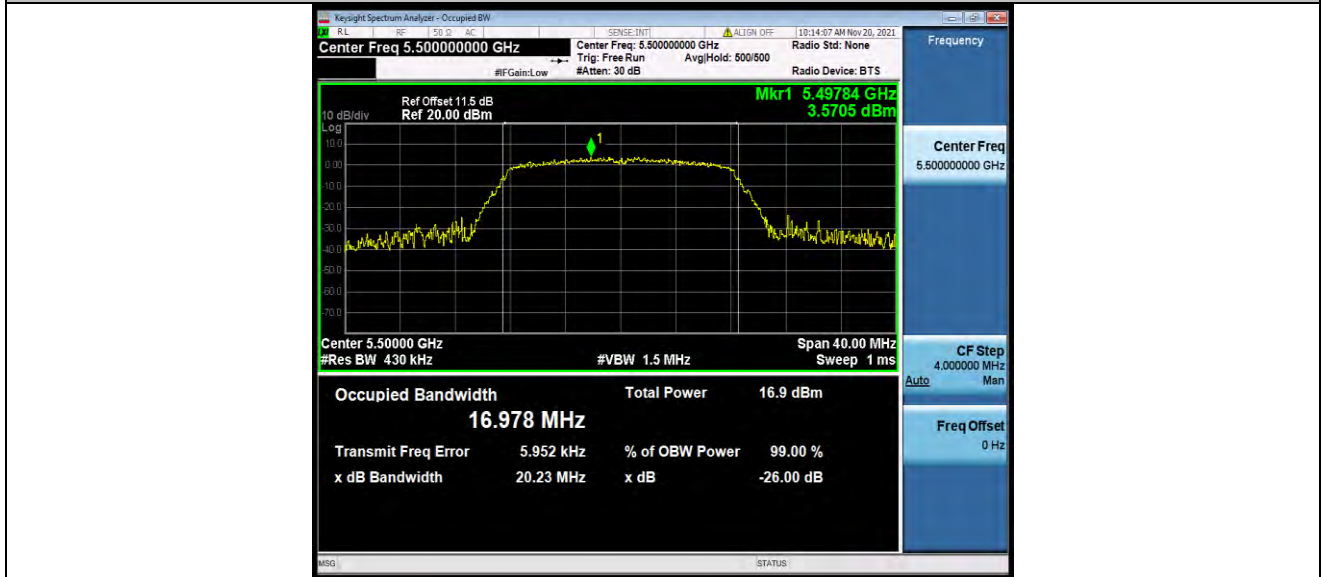 Keysight Spectrum Analyzer - Occupied BW
RL RF 50 Ω AC SENSE:INT ALIGN OFF 10:14:07 AM Nov 20, 2021
Center Freq 5.500000000 GHz
Center Freq: 5.500000000 GHz
Radio Std: None
Trig: Free Run Avg|Hold: 500/500
#IFGain:Low #Atten: 30 dB Radio Device: BTS
Frequency
Mkr1 5.49784 GHz
3.5705 dBm
Ref Offset 11.5 dB
10 dB/div Ref 20.00 dBm
Log
10.0
0.00
-10.0
-20.0
-30.0
-40.0
-50.0
-60.0
-70.0
1
Center 5.50000 GHz Span 40.00 MHz
#Res BW 430 kHz #VBW 1.5 MHz Sweep 1 ms
Center Freq
5.500000000 GHz
CF Step
4.000000 MHz
Auto Man
Freq Offset
0 Hz
Occupied Bandwidth Total Power 16.9 dBm
16.978 MHz
Transmit Freq Error 5.952 kHz % of OBW Power 99.00 %
x dB Bandwidth 20.23 MHz x dB -26.00 dB
MSG STATUS